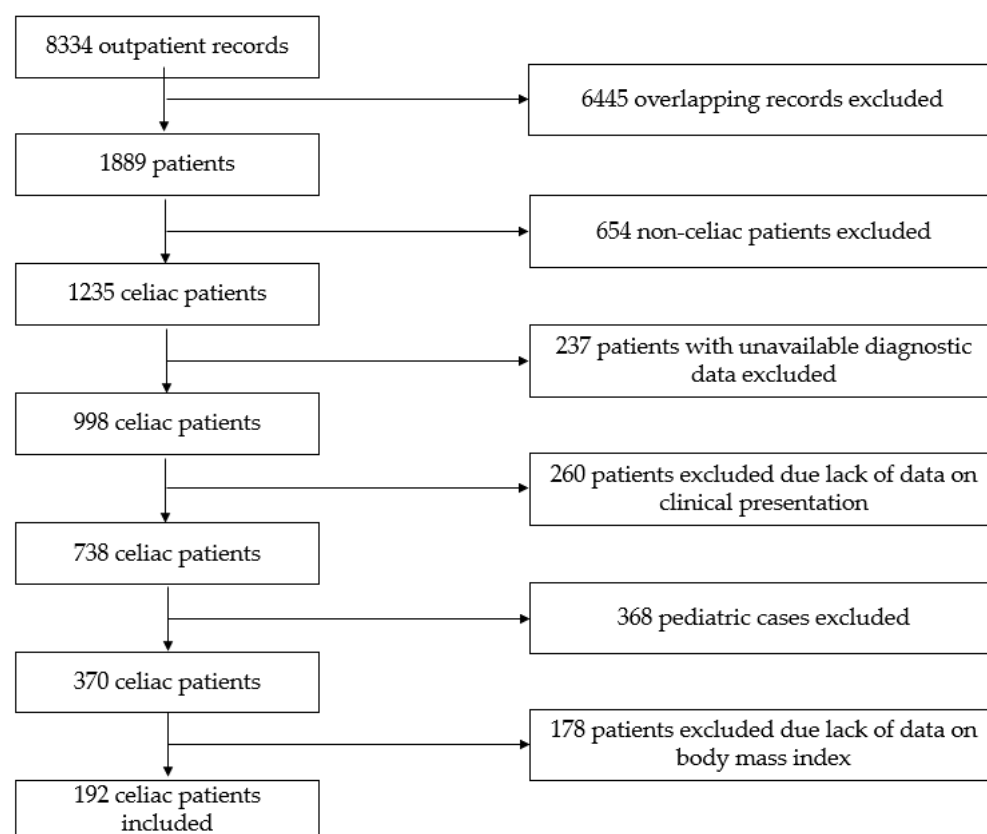 8334 outpatient records
6445 overlapping records excluded
1889 patients
654 non-celiac patients excluded
1235 celiac patients
237 patients with unavailable diagnostic
data excluded
998 celiac patients
260 patients excluded due lack of data on
clinical presentation
738 celiac patients
368 pediatric cases excluded
370 celiac patients
178 patients excluded due lack of data on
body mass index
192 celiac patients
included